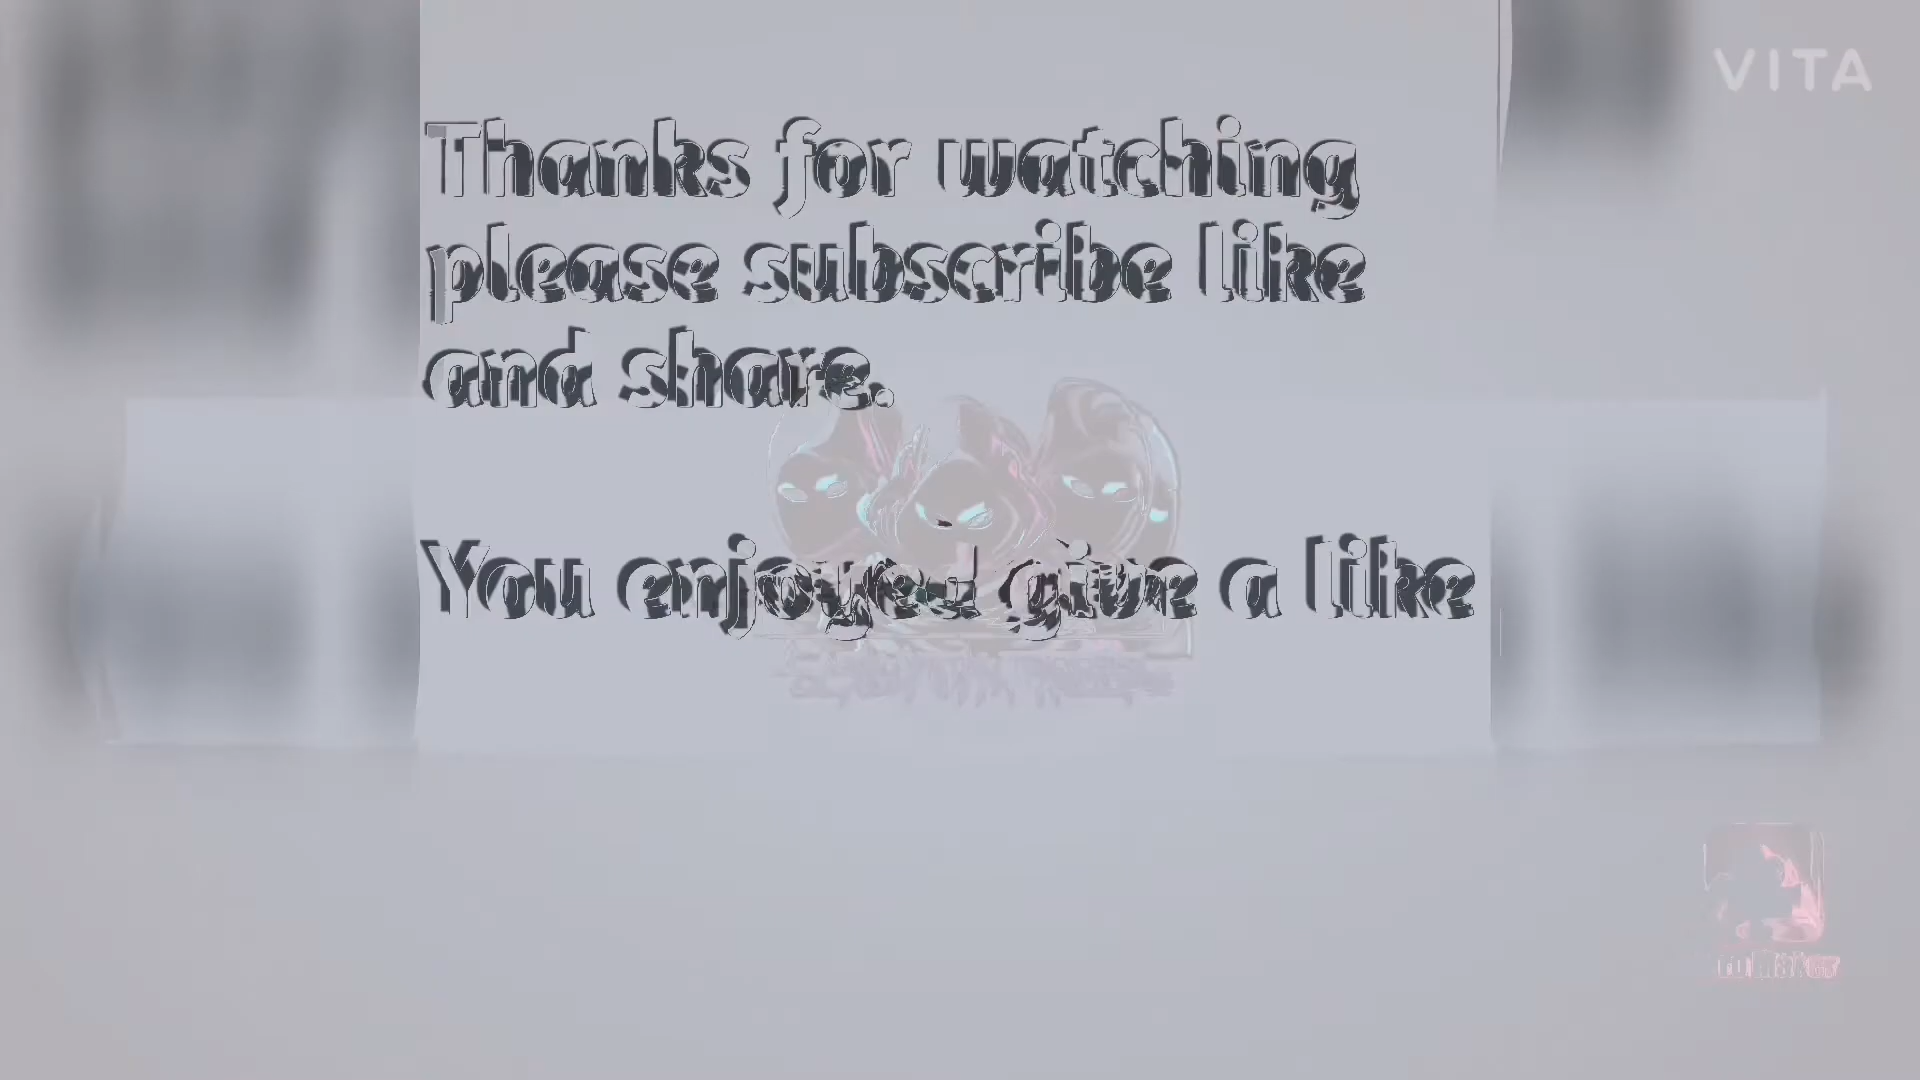 VITA
Thanks for watching
please subscribe like
and share.
You enjoyed give a like